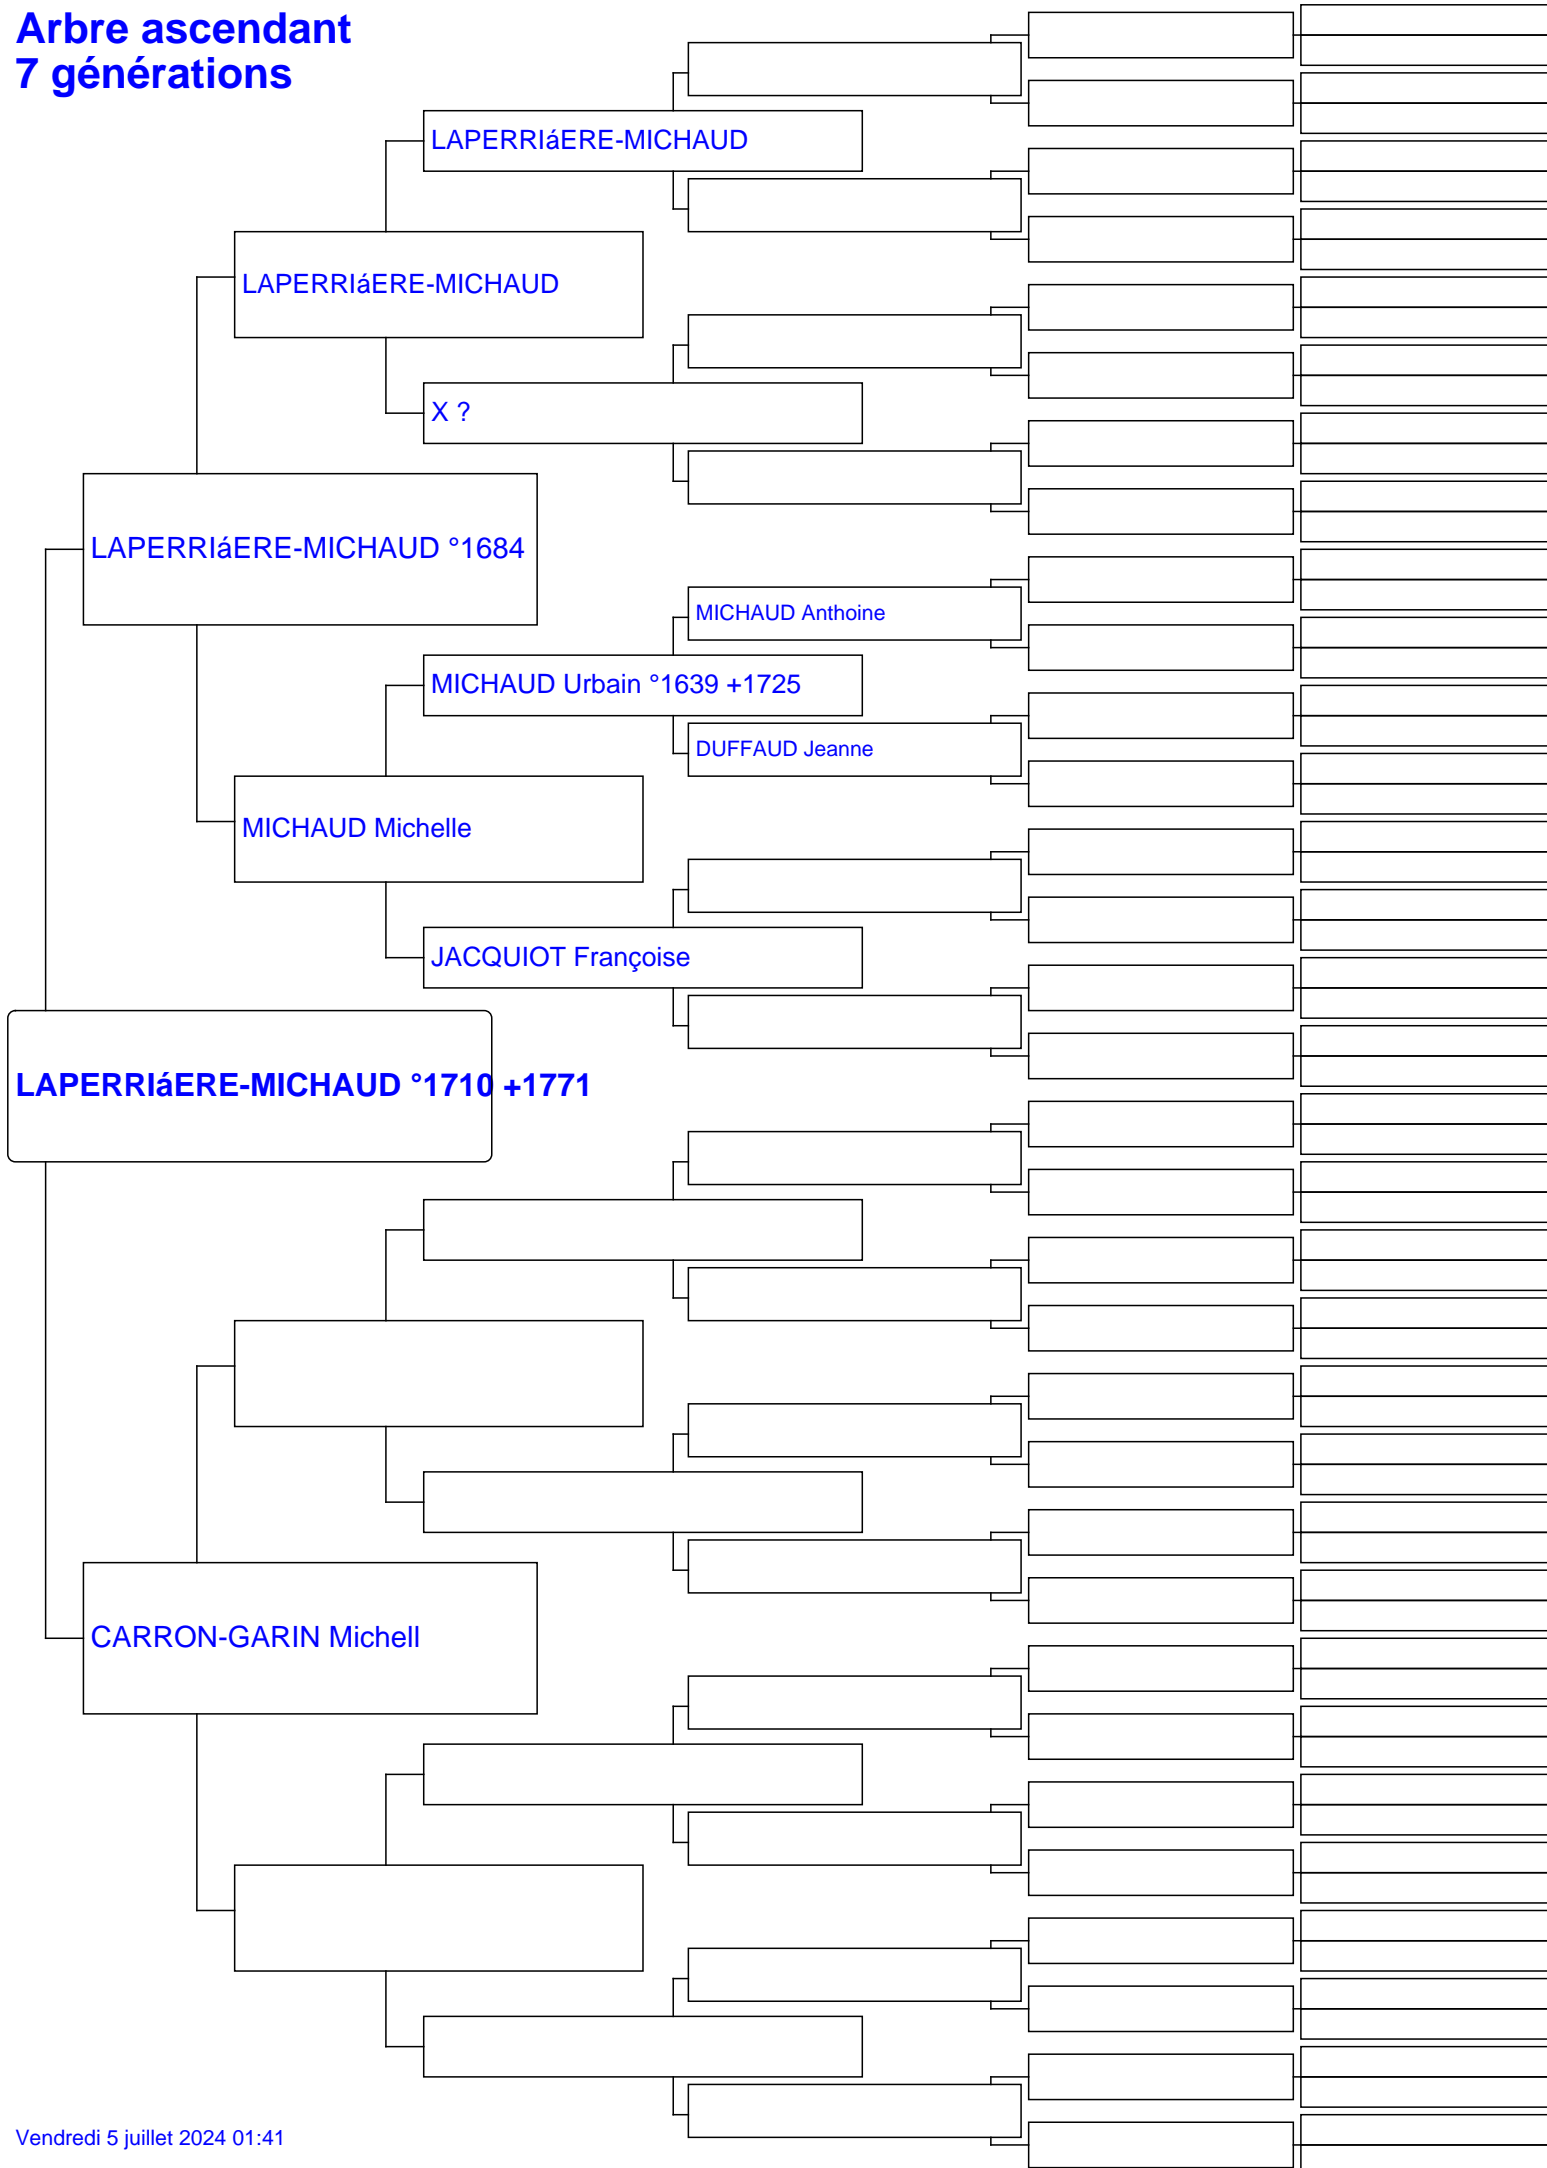 Arbre ascendant
7 générations
LAPERRIáERE-MICHAUD
LAPERRIáERE-MICHAUD
X ?
LAPERRIáERE-MICHAUD °1684
MICHAUD Anthoine
MICHAUD Urbain °1639 +1725
DUFFAUD Jeanne
MICHAUD Michelle
JACQUIOT Françoise
LAPERRIáERE-MICHAUD °1710 +1771
CARRON-GARIN Michell
Vendredi 5 juillet 2024 01:41